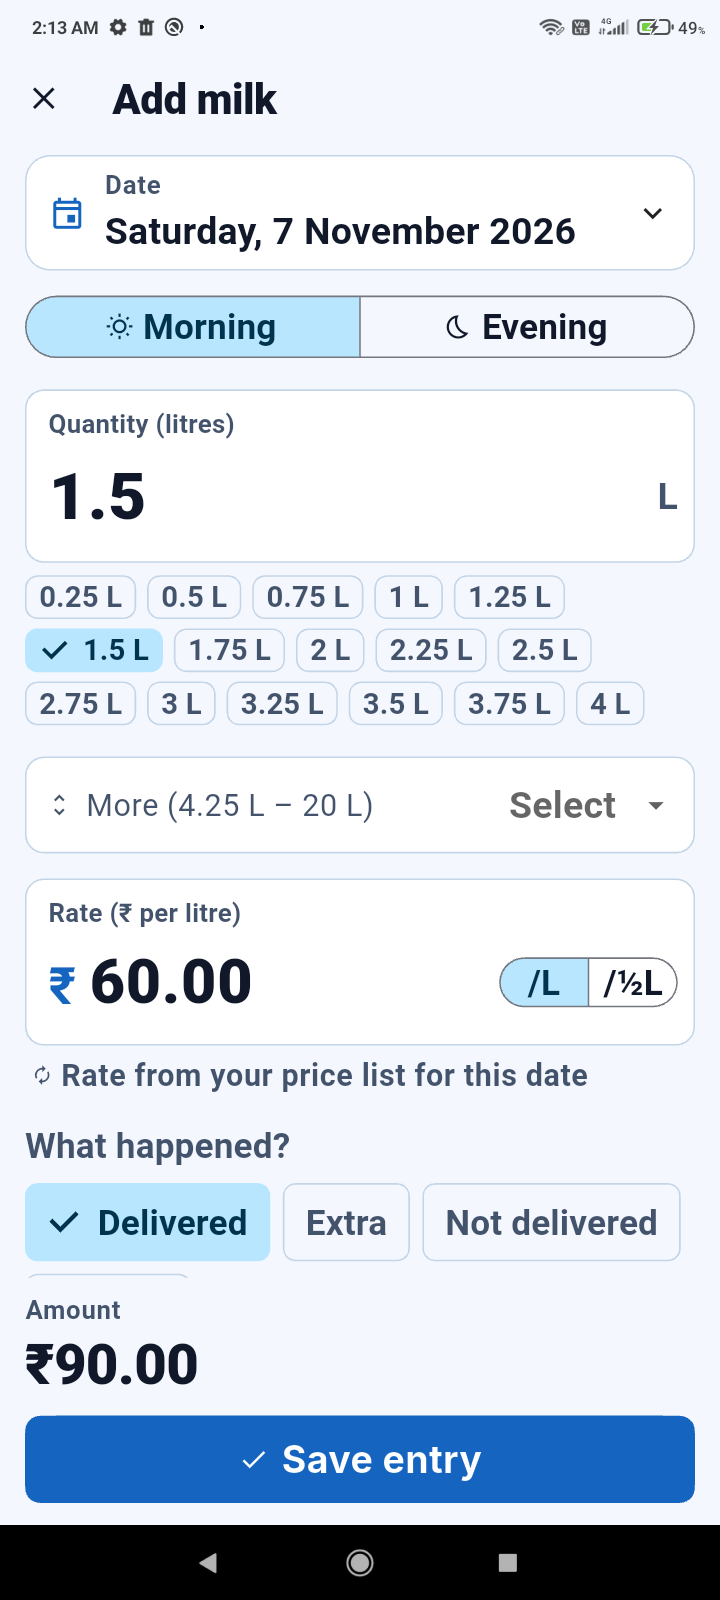 2:13 AM 4G Vo LTE 49%
Add milk
Date
Saturday, 7 November 2026
Morning Evening
Quantity (litres)
1.5 L
0.25 L 0.5 L 0.75 L 1 L 1.25 L
1.5 L 1.75 L 2 L 2.25 L 2.5 L
2.75 L 3 L 3.25 L 3.5 L 3.75 L 4 L
More (4.25 L – 20 L) Select
Rate (₹ per litre)
₹ 60.00 /L /½L
Rate from your price list for this date
What happened?
Delivered Extra Not delivered
Amount
₹90.00
Save entry